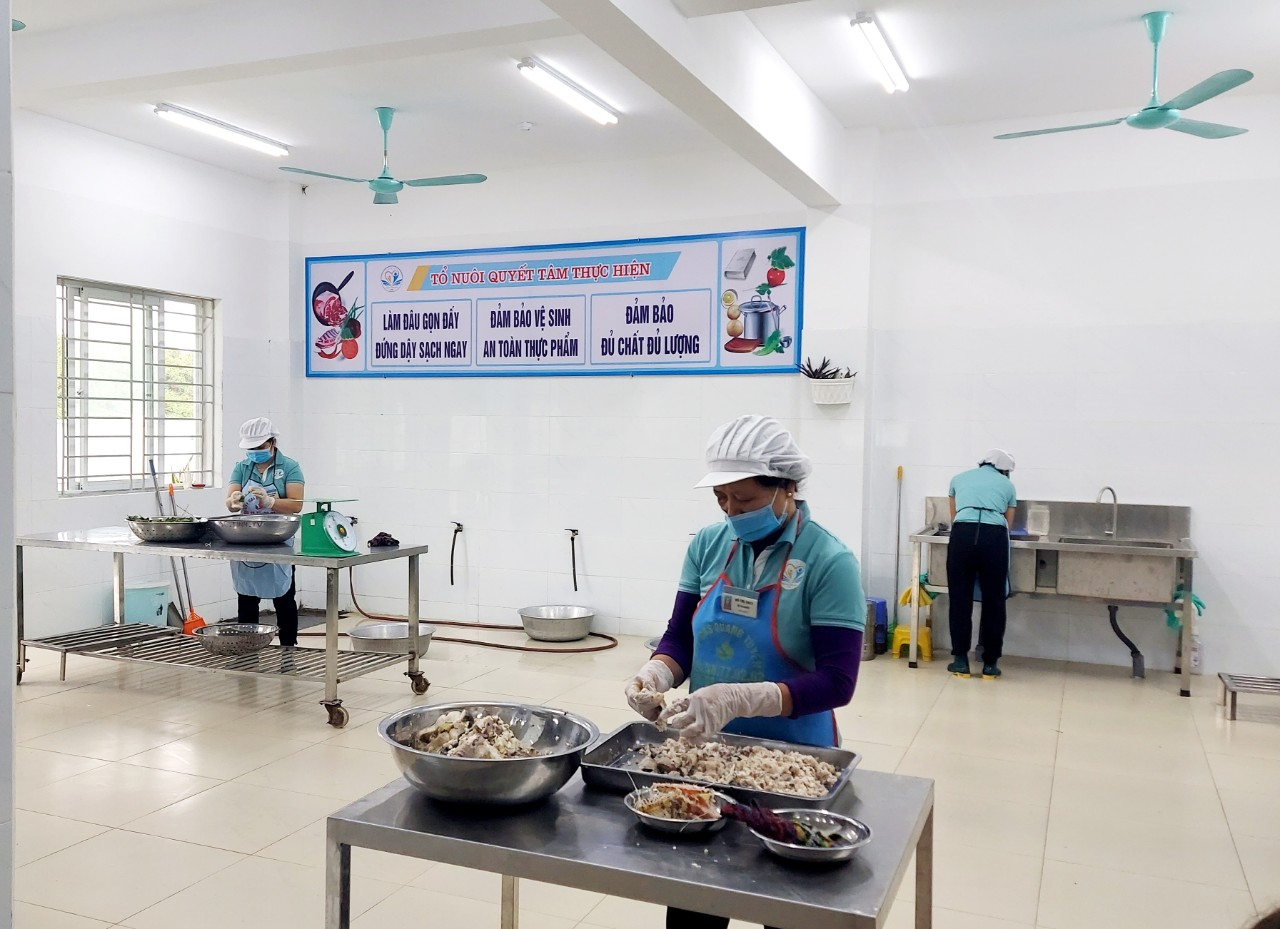 TỔ NUÔI QUYẾT TÂM THỰC HIỆN
LÀM ĐÂU GỌN ĐẤY
ĐỨNG DẬY SẠCH NGAY
ĐẢM BẢO VỆ SINH
AN TOÀN THỰC PHẨM
ĐẢM BẢO
ĐỦ CHẤT ĐỦ LƯỢNG